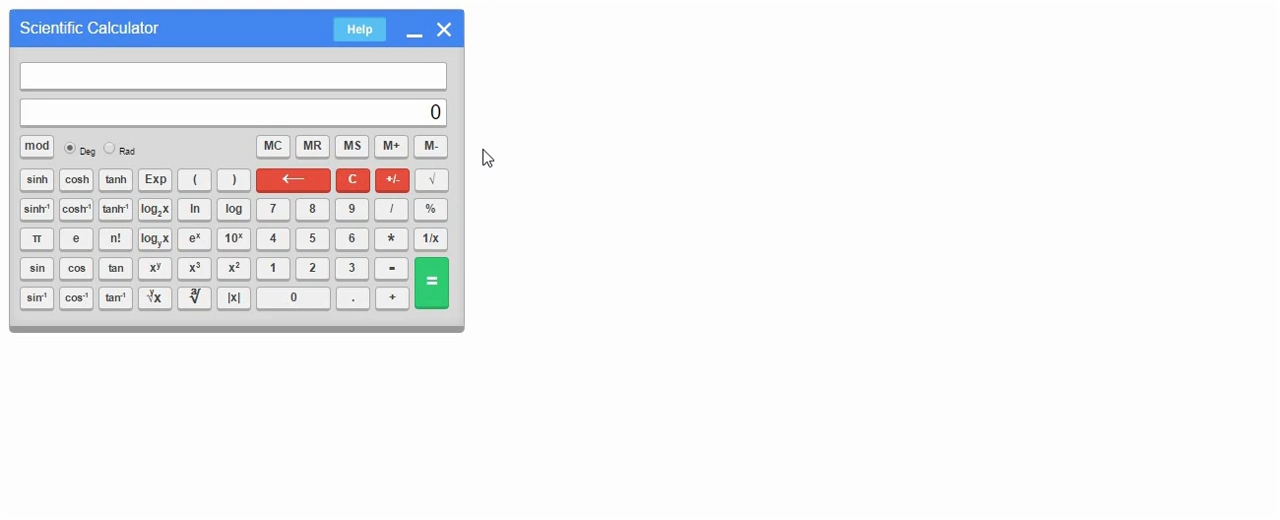 Scientific Calculator Help
0
mod Deg Rad MC MR MS M+ M-
sinh cosh tanh Exp ( ) ← C +/- √
sinh⁻¹ cosh⁻¹ tanh⁻¹ log₂x ln log 7 8 9 / %
π e n! logᵧx eˣ 10ˣ 4 5 6 * 1/x
sin cos tan xʸ x³ x² 1 2 3 - =
sin⁻¹ cos⁻¹ tan⁻¹ ʸ√x ∛ |x| 0 . +